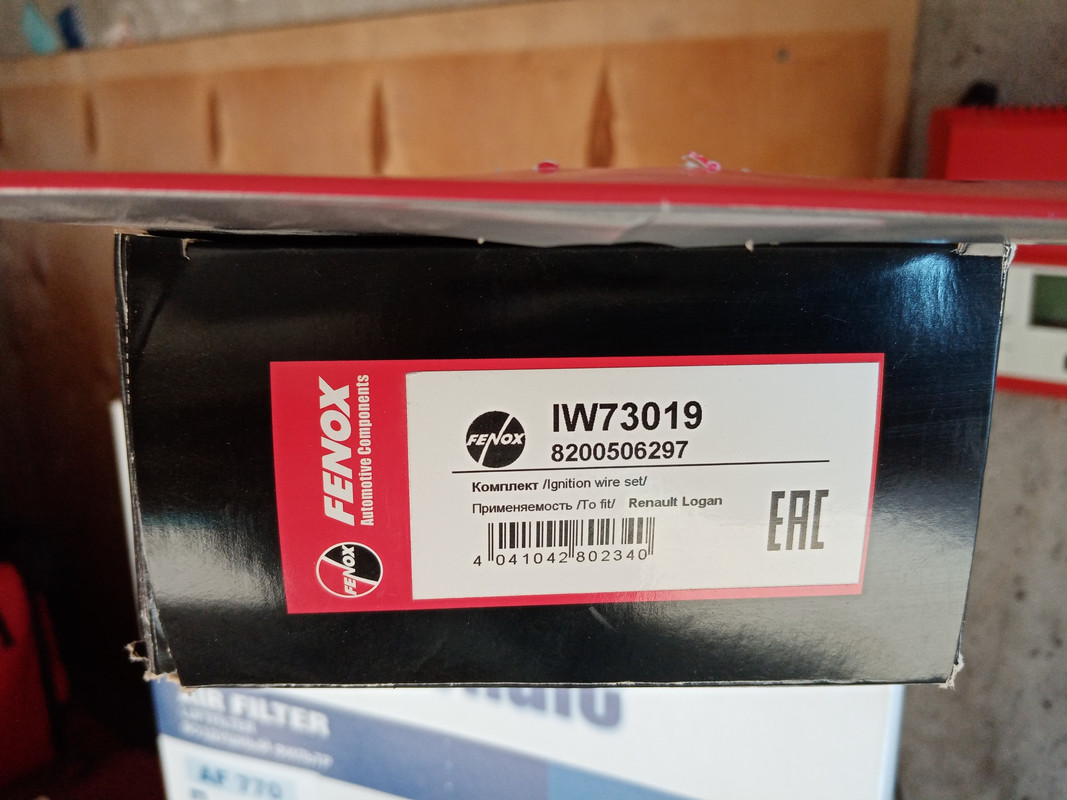 FENOX
Automotive Components
FENOX
FENOX
IW73019
8200506297
Комплект /Ignition wire set/
Применяемость /To fit/ Renault Logan
4 041042 802340
EAC
AIR FILTER
AF 770